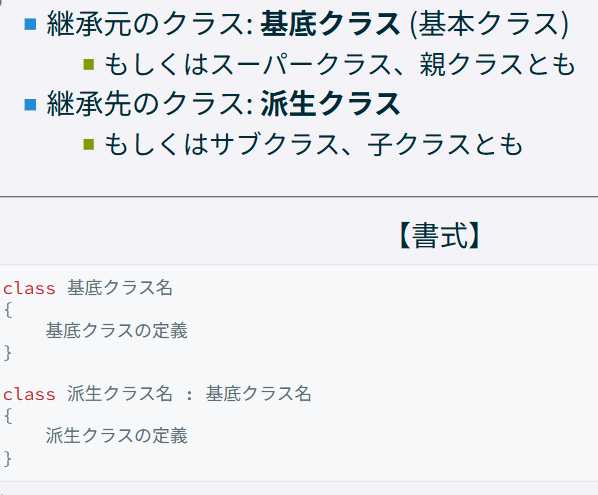 継承元のクラス: 基底クラス (基本クラス)
もしくはスーパークラス、親クラスとも
継承先のクラス: 派生クラス
もしくはサブクラス、子クラスとも
【書式】
class 基底クラス名
{
    基底クラスの定義
}
class 派生クラス名 : 基底クラス名
{
    派生クラスの定義
}